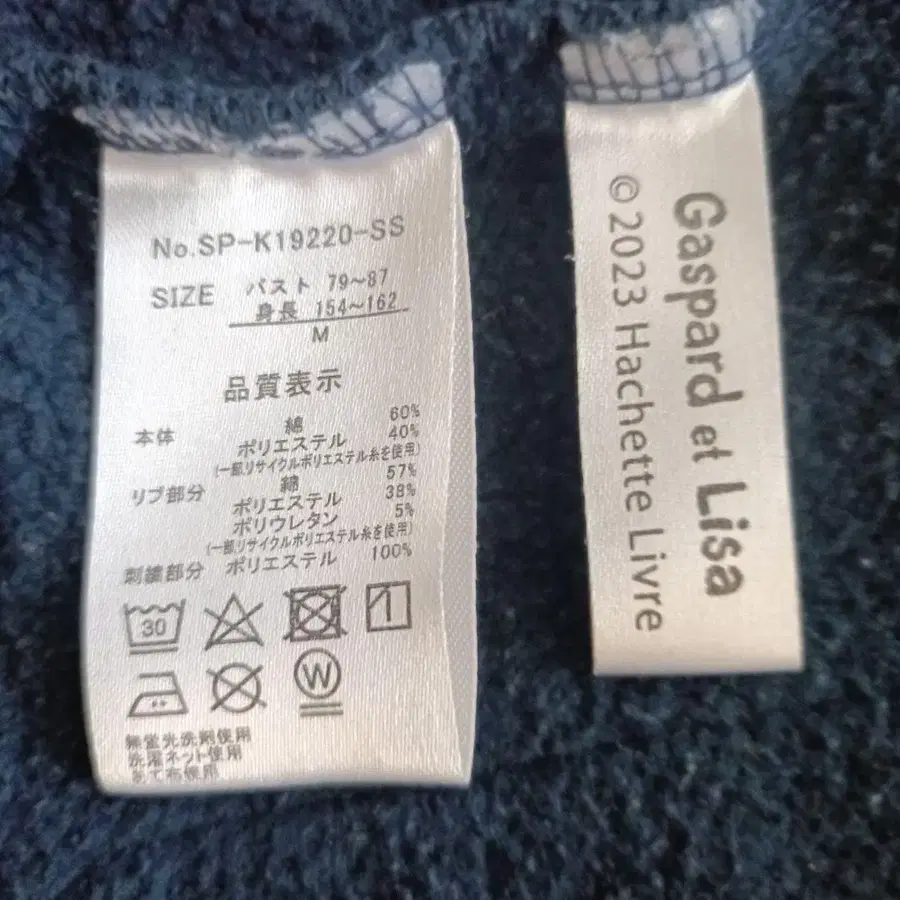 No.SP-K19220-SS
SIZE バスト 79〜87
身長 154〜162
M
品質表示
本体 綿 60%
ポリエステル 40%
(一部リサイクルポリエステル糸を使用)
リブ部分 綿 57%
ポリエステル 38%
ポリウレタン 5%
(一部リサイクルポリエステル糸を使用)
刺繍部分 ポリエステル 100%
30
W
無蛍光洗剤使用
洗濯ネット使用
あて布使用
Gaspard et Lisa
©2023 Hachette Livre